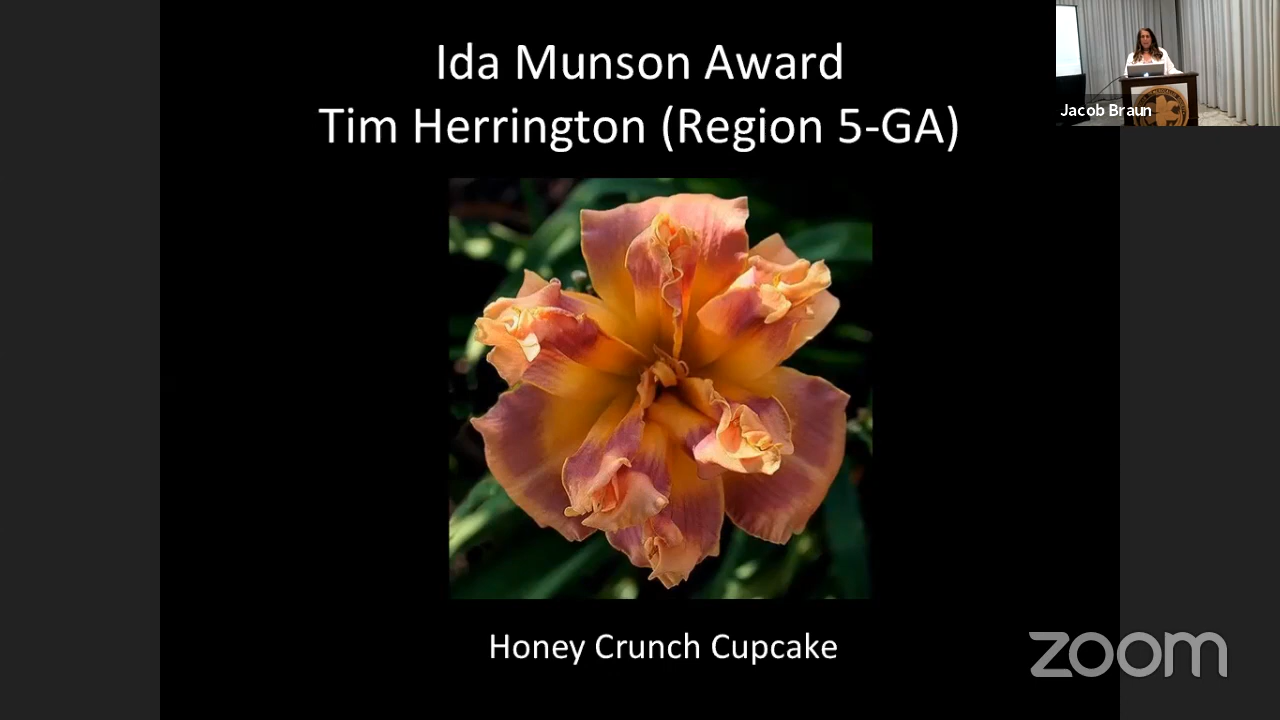 Ida Munson Award
Tim Herrington (Region 5-GA)
Jacob Braun
Honey Crunch Cupcake
zoom